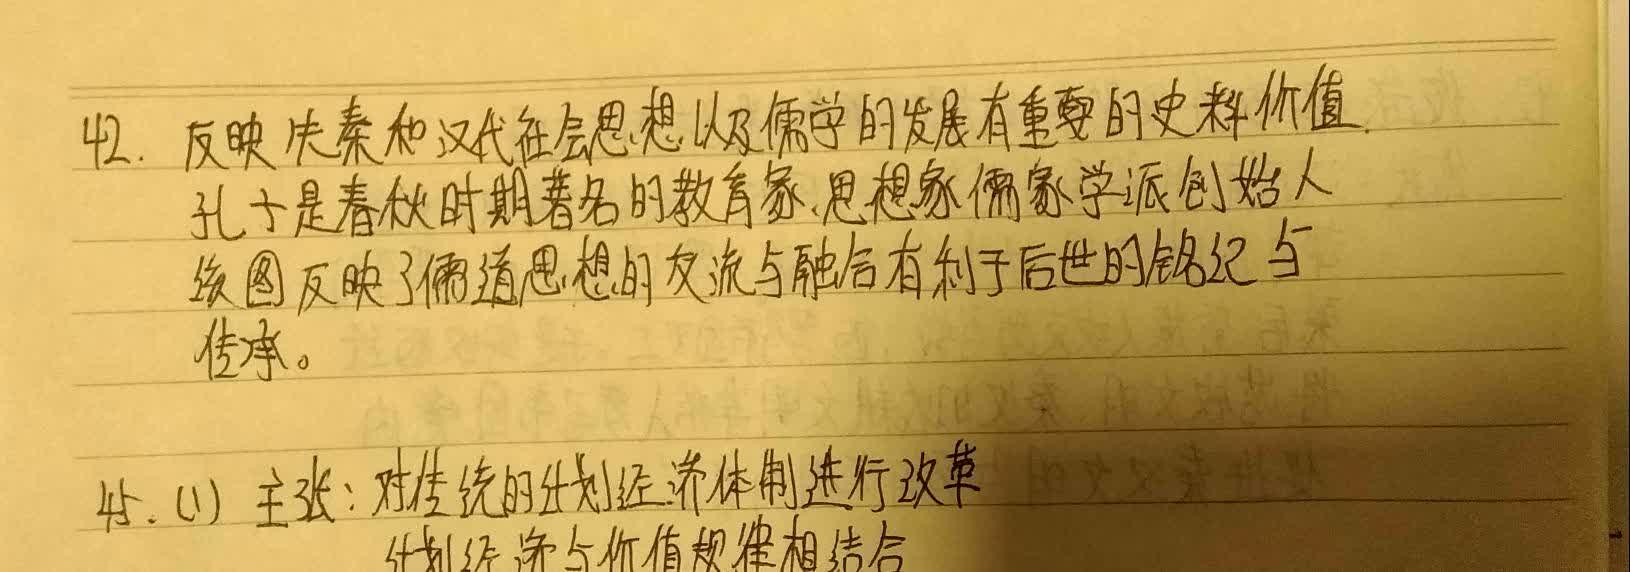 42. 反映先秦和汉代社会思想以及儒学的发展有重要的史料价值.
孔子是春秋时期著名的教育家、思想家儒家学派创始人
该图反映了儒道思想的交流与融合有利于后世的铭纪与
传承。
45. (1) 主张: 对传统的计划经济体制进行改革
计划经济与价值规律相结合